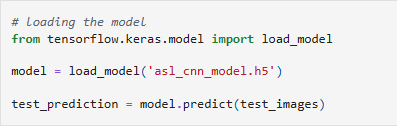 # loading the model
from tensorflow.keras.model import load_model
model = load_model('asl_cnn_model.h5')
test_prediction = model.predict(test_images)